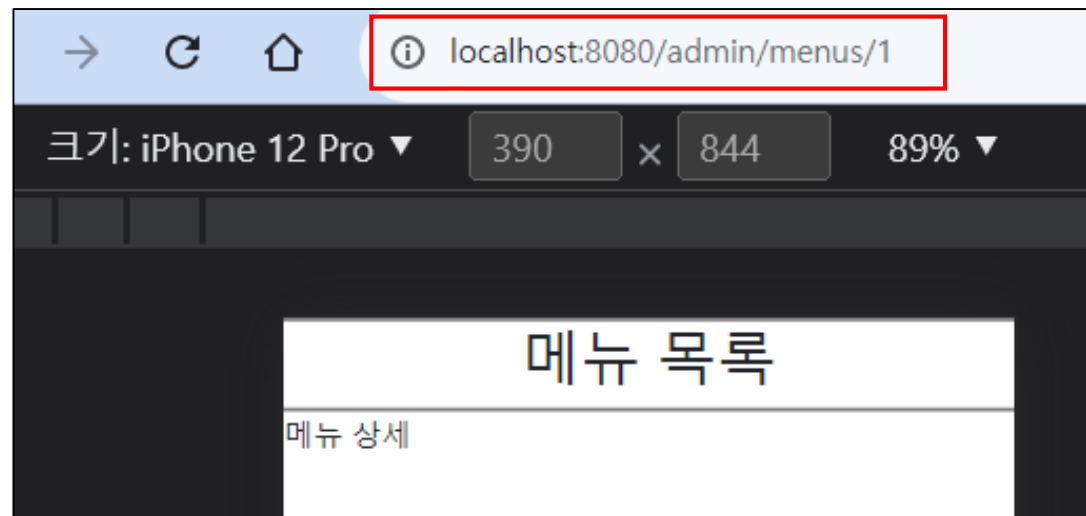 localhost:8080/admin/menus/1
크기: iPhone 12 Pro ▼ 390 × 844 89% ▼
메뉴 목록
메뉴 상세